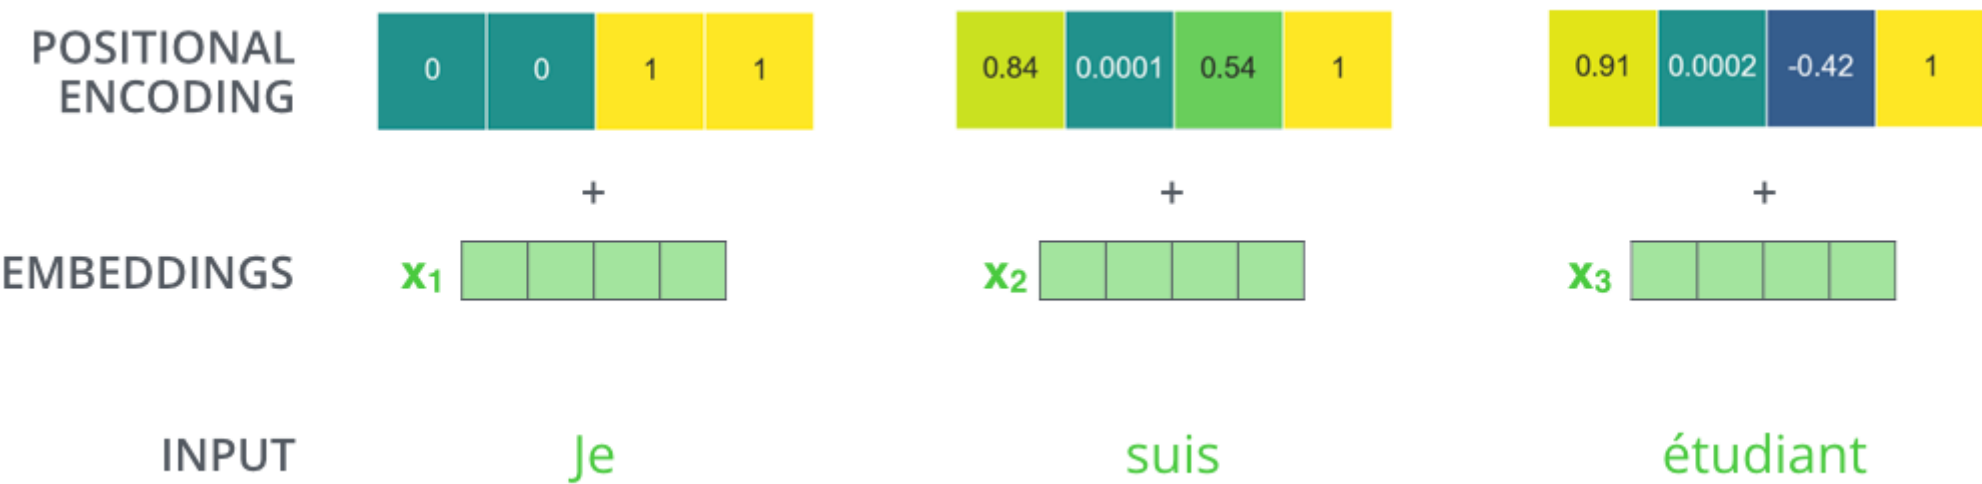 POSITIONAL
ENCODING
0 0 1 1
0.84 0.0001 0.54 1
0.91 0.0002 -0.42 1
+ + +
EMBEDDINGS x1 x2 x3
INPUT Je suis étudiant